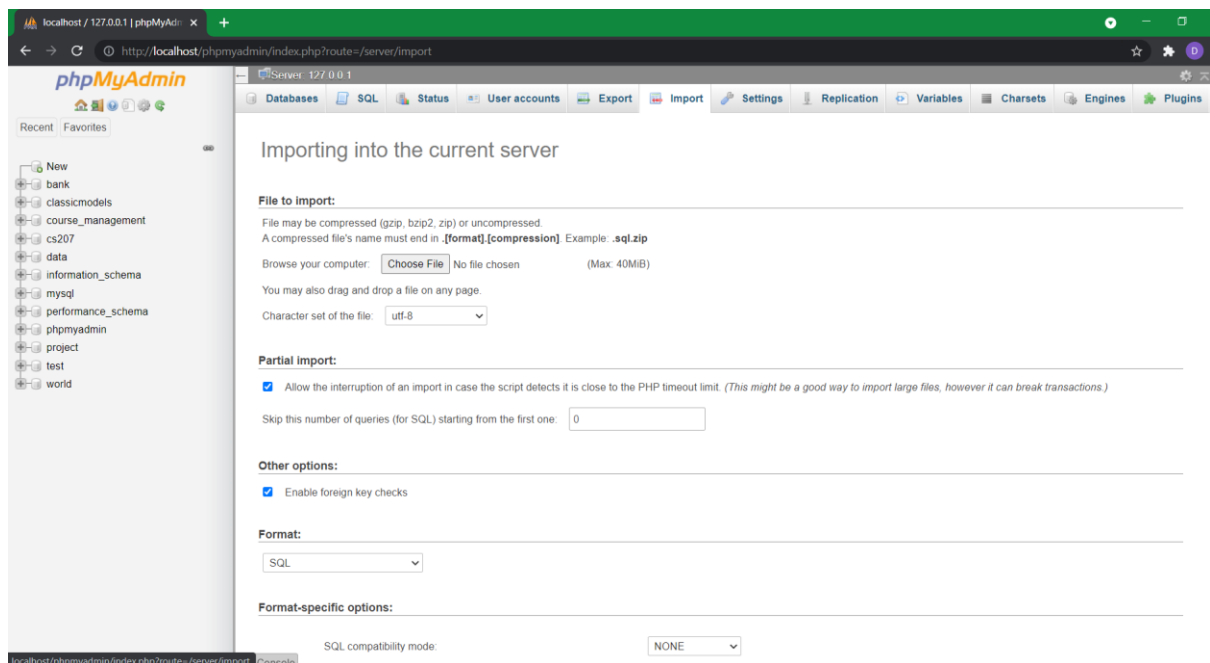 localhost / 127.0.0.1 | phpMyAdn
http://localhost/phpmyadmin/index.php?route=/server/import
D
phpMyAdmin
Recent Favorites
New
bank
classicmodels
course_management
cs207
data
information_schema
mysql
performance_schema
phpmyadmin
project
test
world
Server: 127.0.0.1
Databases SQL Status User accounts Export Import Settings Replication Variables Charsets Engines Plugins
Importing into the current server
File to import:
File may be compressed (gzip, bzip2, zip) or uncompressed.
A compressed file's name must end in .[format].[compression]. Example: .sql.zip
Browse your computer: Choose File No file chosen (Max: 40MiB)
You may also drag and drop a file on any page.
Character set of the file: utf-8
Partial import:
Allow the interruption of an import in case the script detects it is close to the PHP timeout limit. (This might be a good way to import large files, however it can break transactions.)
Skip this number of queries (for SQL) starting from the first one: 0
Other options:
Enable foreign key checks
Format:
SQL
Format-specific options:
SQL compatibility mode: NONE
localhost/phpmyadmin/index.php?route=/server/import Console